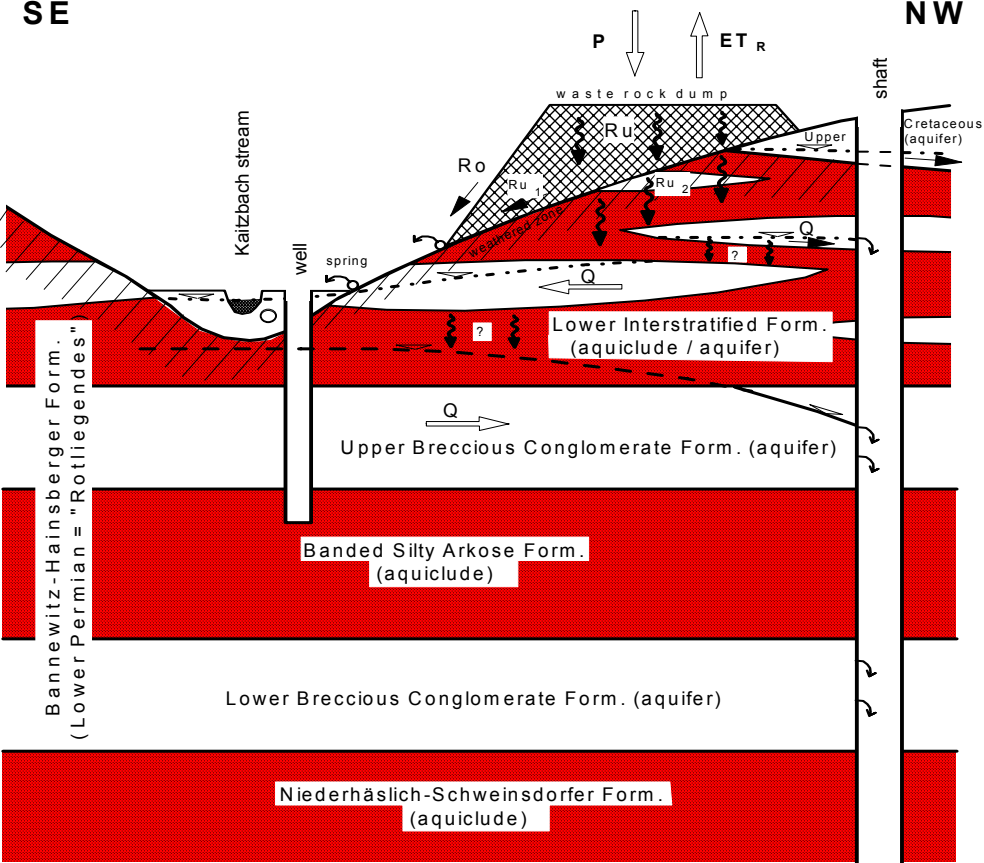 SE
NW
P
ET R
waste rock dump
shaft
Kaitzbach stream
Ru
Upper
Cretaceous
(aquifer)
Ro
Ru 1
Ru 2
weathered zone
well
spring
Q
?
Q
?
Lower Interstratified Form.
(aquiclude / aquifer)
Q
Upper Breccious Conglomerate Form. (aquifer)
Bannewitz-Hainsberger Form.
(Lower Permian = "Rotliegendes"
Banded Silty Arkose Form.
(aquiclude)
Lower Breccious Conglomerate Form. (aquifer)
Niederhäslich-Schweinsdorfer Form.
(aquiclude)